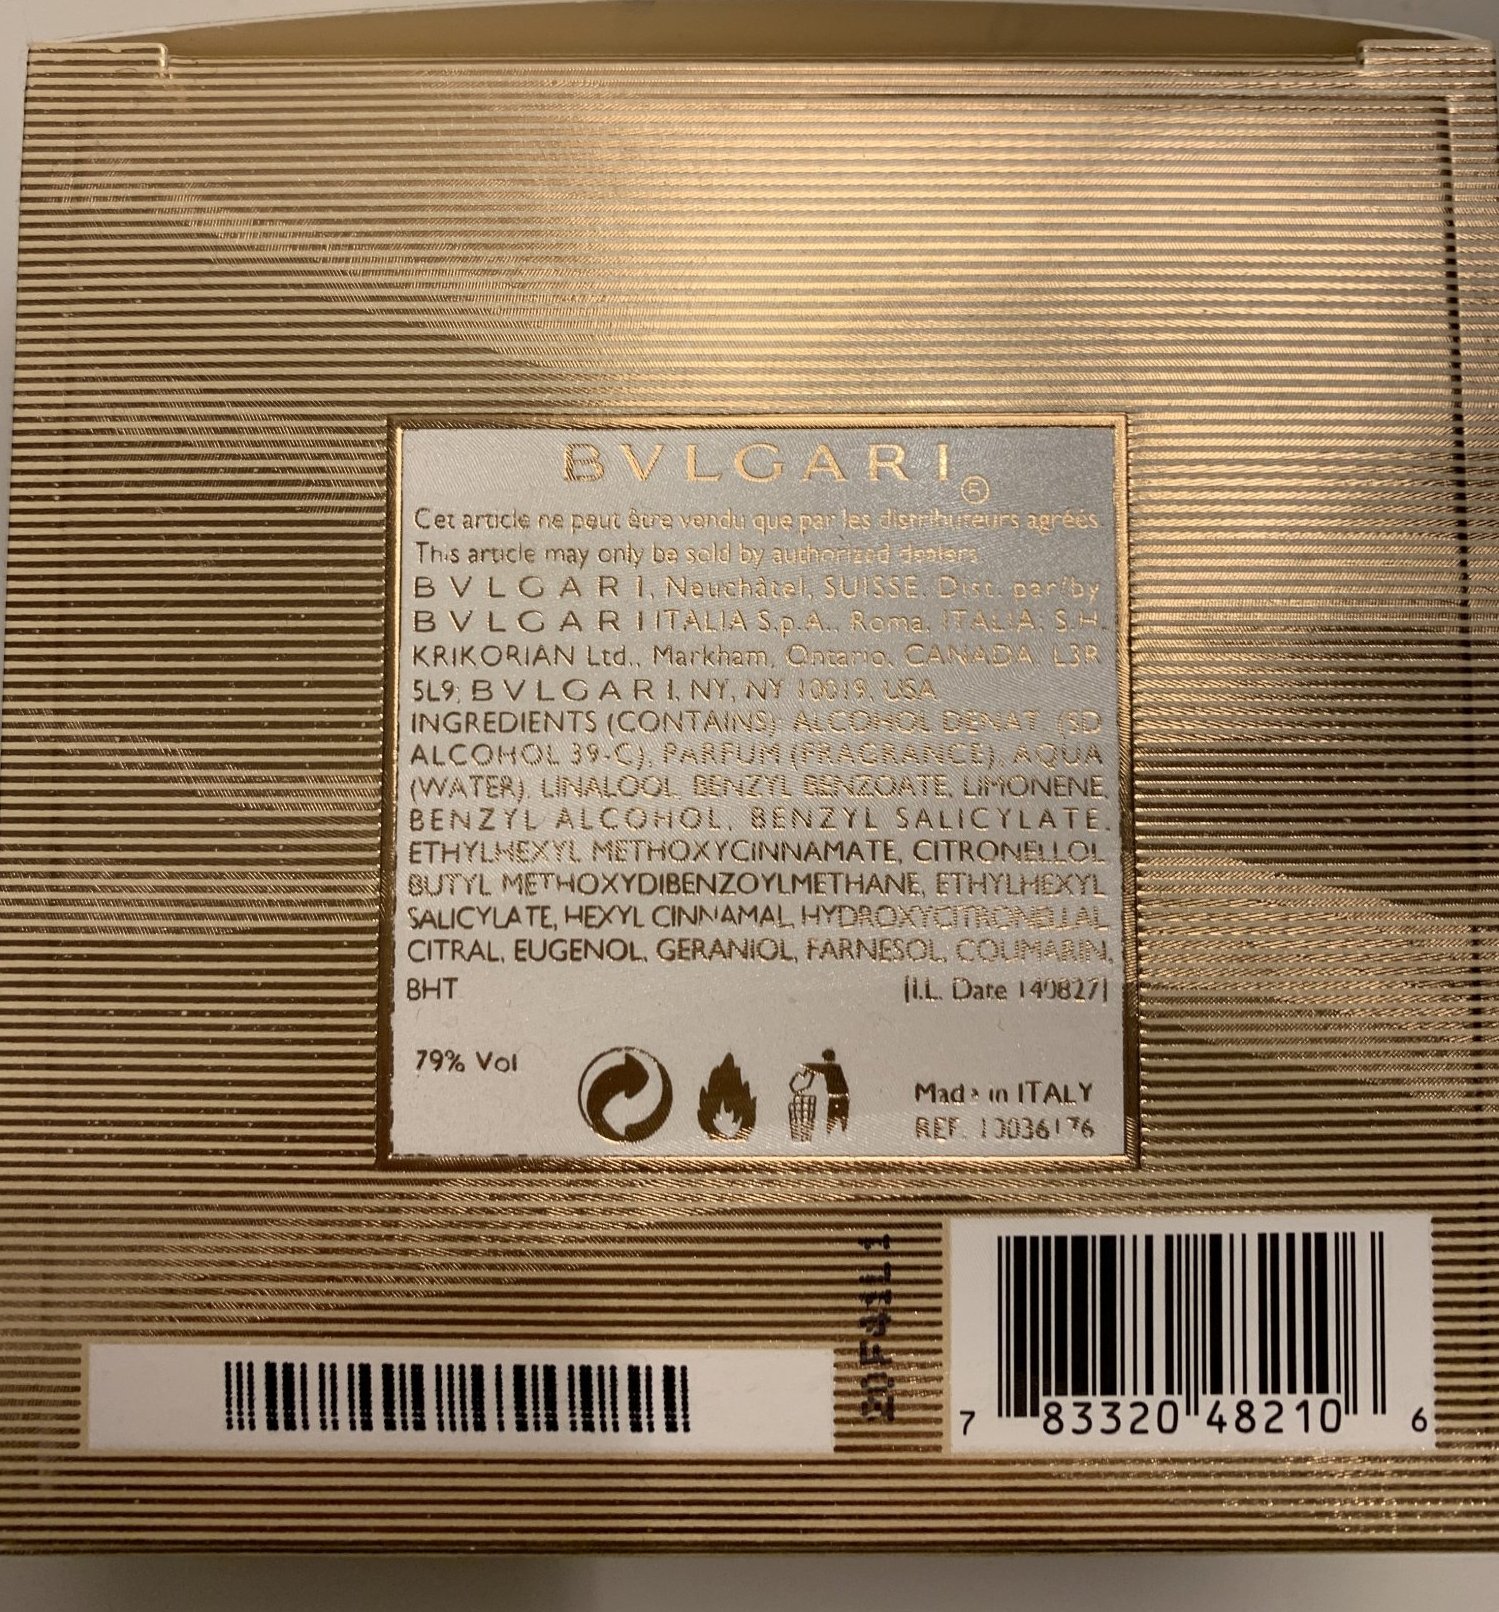 BVLGARI
5
Cet article ne peut être vendu que par les distributeurs agréés.
This article may only be sold by authorized dealers.
BVLGARI, Neuchâtel, SUISSE. Dist. par/by
BVLGARI ITALIA S.p.A., Roma, ITALIA; S.H.
KRIKORIAN Ltd., Markham, Ontario, CANADA, L3R
5L9; BVLGARI, NY, NY 10019, USA
INGREDIENTS (CONTAINS): ALCOHOL DENAT. (SD
ALCOHOL 39-C), PARFUM (FRAGRANCE), AQUA
(WATER), LINALOOL, BENZYL BENZOATE, LIMONENE,
BENZYL ALCOHOL, BENZYL SALICYLATE,
ETHYLHEXYL METHOXYCINNAMATE, CITRONELLOL,
BUTYL METHOXYDIBENZOYLMETHANE, ETHYLHEXYL
SALICYLATE, HEXYL CINNAMAL, HYDROXYCITRONELLAL,
CITRAL, EUGENOL, GERANIOL, FARNESOL, COUMARIN,
BHT [I.L. Date 140827]
79% Vol
Made in ITALY
REF. 10036176
7 83320 48210 6